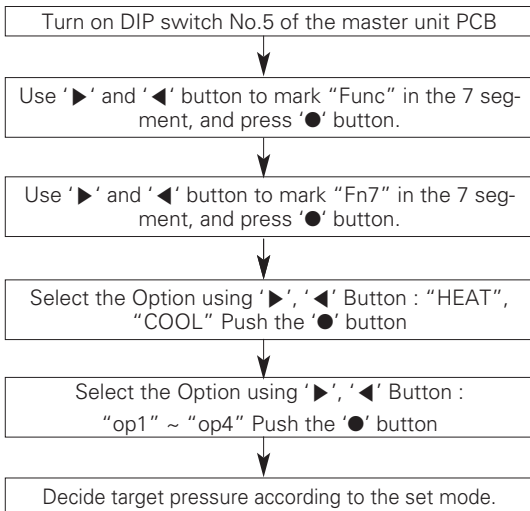 Turn on DIP switch No.5 of the master unit PCB
Use ‘▶‘ and ‘◀‘ button to mark “Func” in the 7 seg-
ment, and press ‘●‘ button.
Use ‘▶‘ and ‘◀‘ button to mark “Fn7” in the 7 seg-
ment, and press ‘●‘ button.
Select the Option using ‘▶‘, ‘◀‘ Button : “HEAT”,
“COOL” Push the ‘●‘ button
Select the Option using ‘▶‘, ‘◀‘ Button :
“op1” ~ “op4” Push the ‘●‘ button
Decide target pressure according to the set mode.